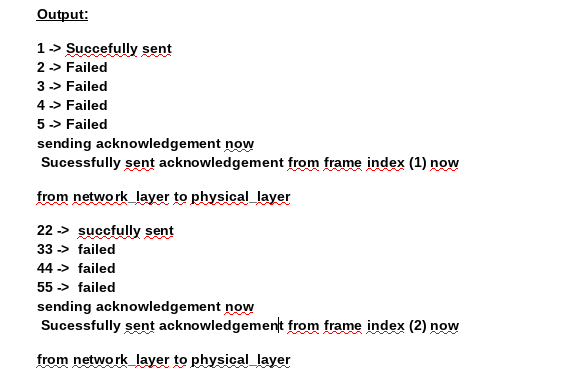 Output:
1 -> Succefully sent
2 -> Failed
3 -> Failed
4 -> Failed
5 -> Failed
sending acknowledgement now
Sucessfully sent acknowledgement from frame index (1) now
from network_layer to physical_layer
22 -> succfully sent
33 -> failed
44 -> failed
55 -> failed
sending acknowledgement now
Sucessfully sent acknowledgement from frame index (2) now
from network_layer to physical_layer